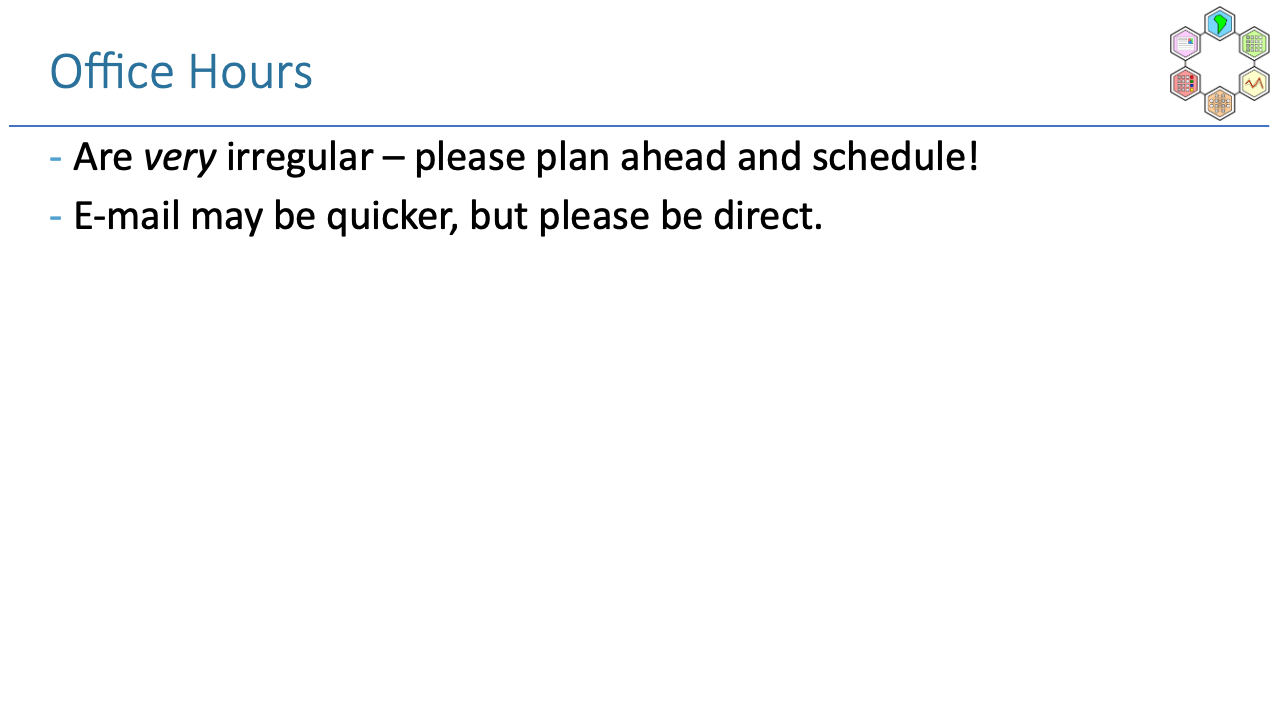 Office Hours
- Are very irregular – please plan ahead and schedule!
- E-mail may be quicker, but please be direct.